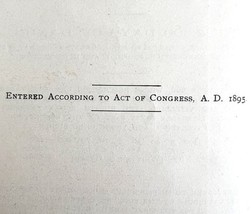 Entered According to Act of Congress, A. D. 1895